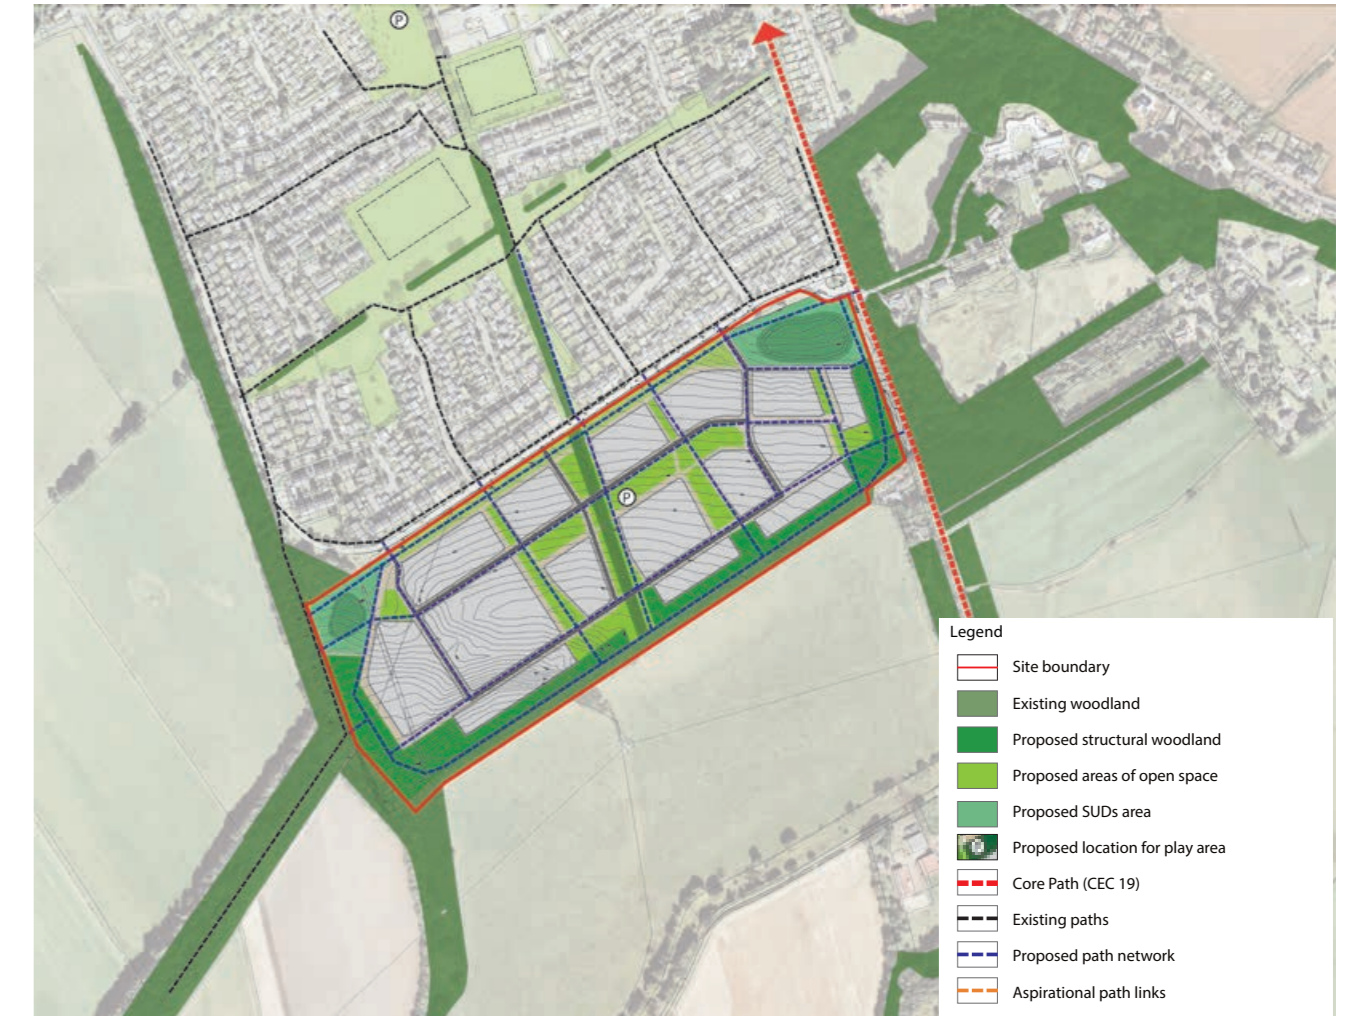 P
P
Legend
Site boundary
Existing woodland
Proposed structural woodland
Proposed areas of open space
Proposed SUDs area
Proposed location for play area
Core Path (CEC 19)
Existing paths
Proposed path network
Aspirational path links